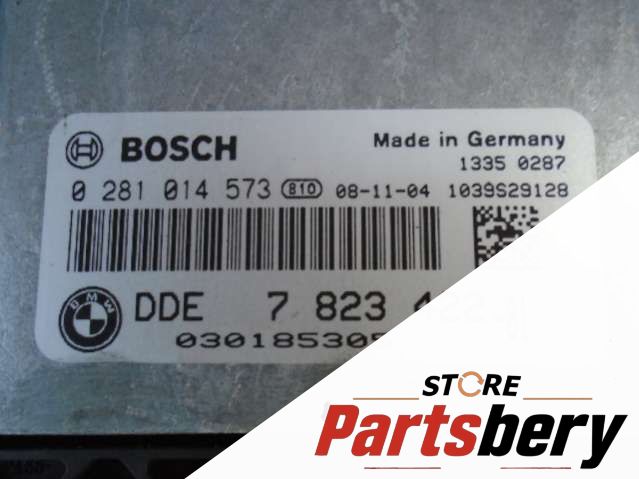 BOSCH Made in Germany
1335 0287
0 281 014 573 810 08-11-04 1039S29128
BMW
DDE 7 823
STORE
Partsbery